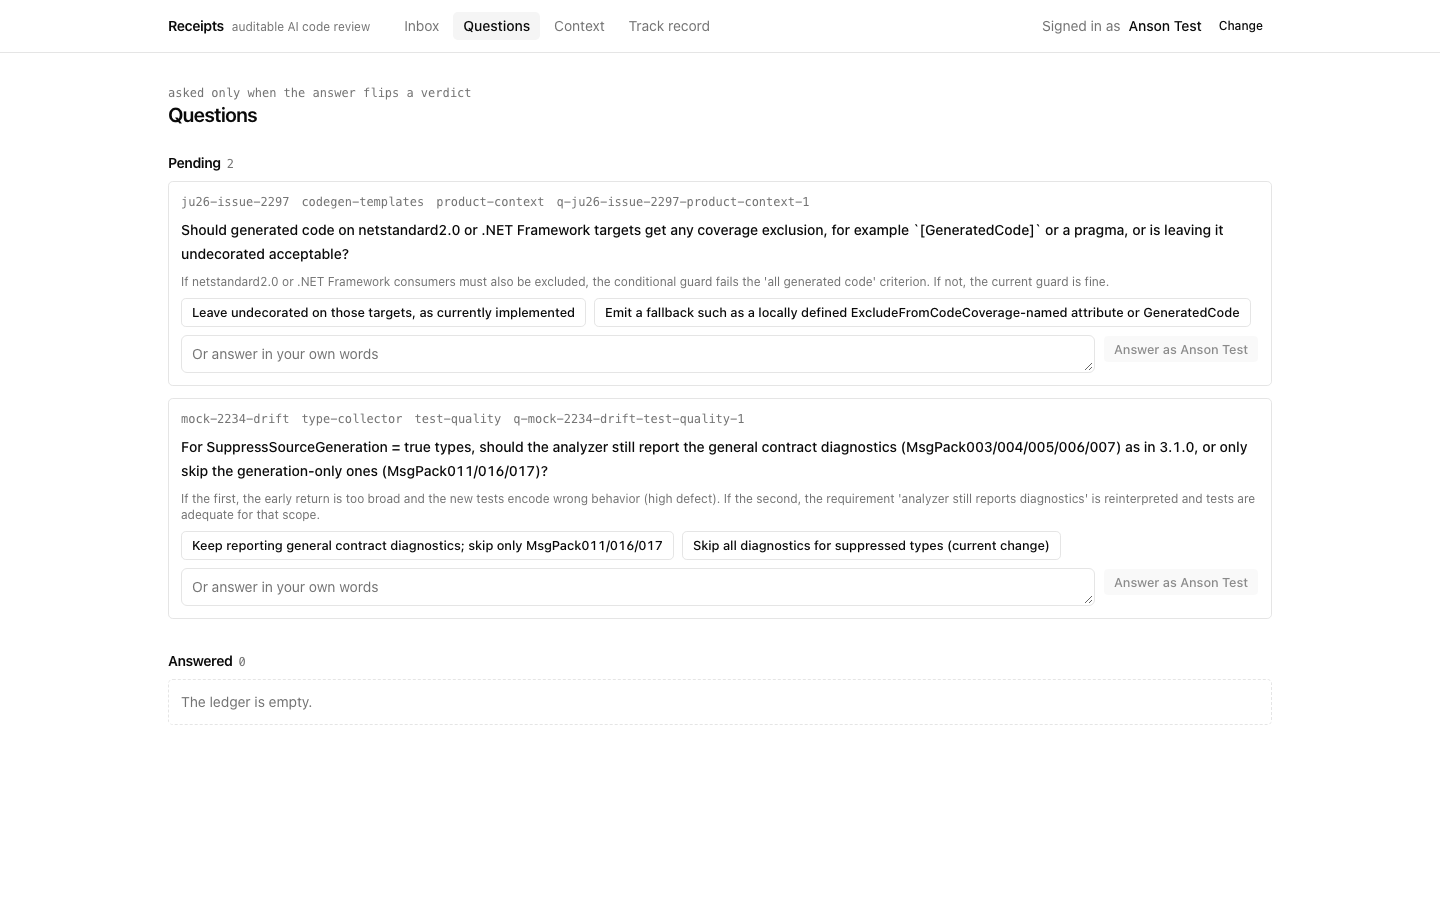 Receipts auditable AI code review Inbox Questions Context Track record Signed in as Anson Test Change
asked only when the answer flips a verdict
Questions
Pending 2
ju26-issue-2297 codegen-templates product-context q-ju26-issue-2297-product-context-1
Should generated code on netstandard2.0 or .NET Framework targets get any coverage exclusion, for example `[GeneratedCode]` or a pragma, or is leaving it
undecorated acceptable?
If netstandard2.0 or .NET Framework consumers must also be excluded, the conditional guard fails the 'all generated code' criterion. If not, the current guard is fine.
Leave undecorated on those targets, as currently implemented Emit a fallback such as a locally defined ExcludeFromCodeCoverage-named attribute or GeneratedCode
Or answer in your own words Answer as Anson Test
mock-2234-drift type-collector test-quality q-mock-2234-drift-test-quality-1
For SuppressSourceGeneration = true types, should the analyzer still report the general contract diagnostics (MsgPack003/004/005/006/007) as in 3.1.0, or only
skip the generation-only ones (MsgPack011/016/017)?
If the first, the early return is too broad and the new tests encode wrong behavior (high defect). If the second, the requirement 'analyzer still reports diagnostics' is reinterpreted and tests are
adequate for that scope.
Keep reporting general contract diagnostics; skip only MsgPack011/016/017 Skip all diagnostics for suppressed types (current change)
Or answer in your own words Answer as Anson Test
Answered 0
The ledger is empty.